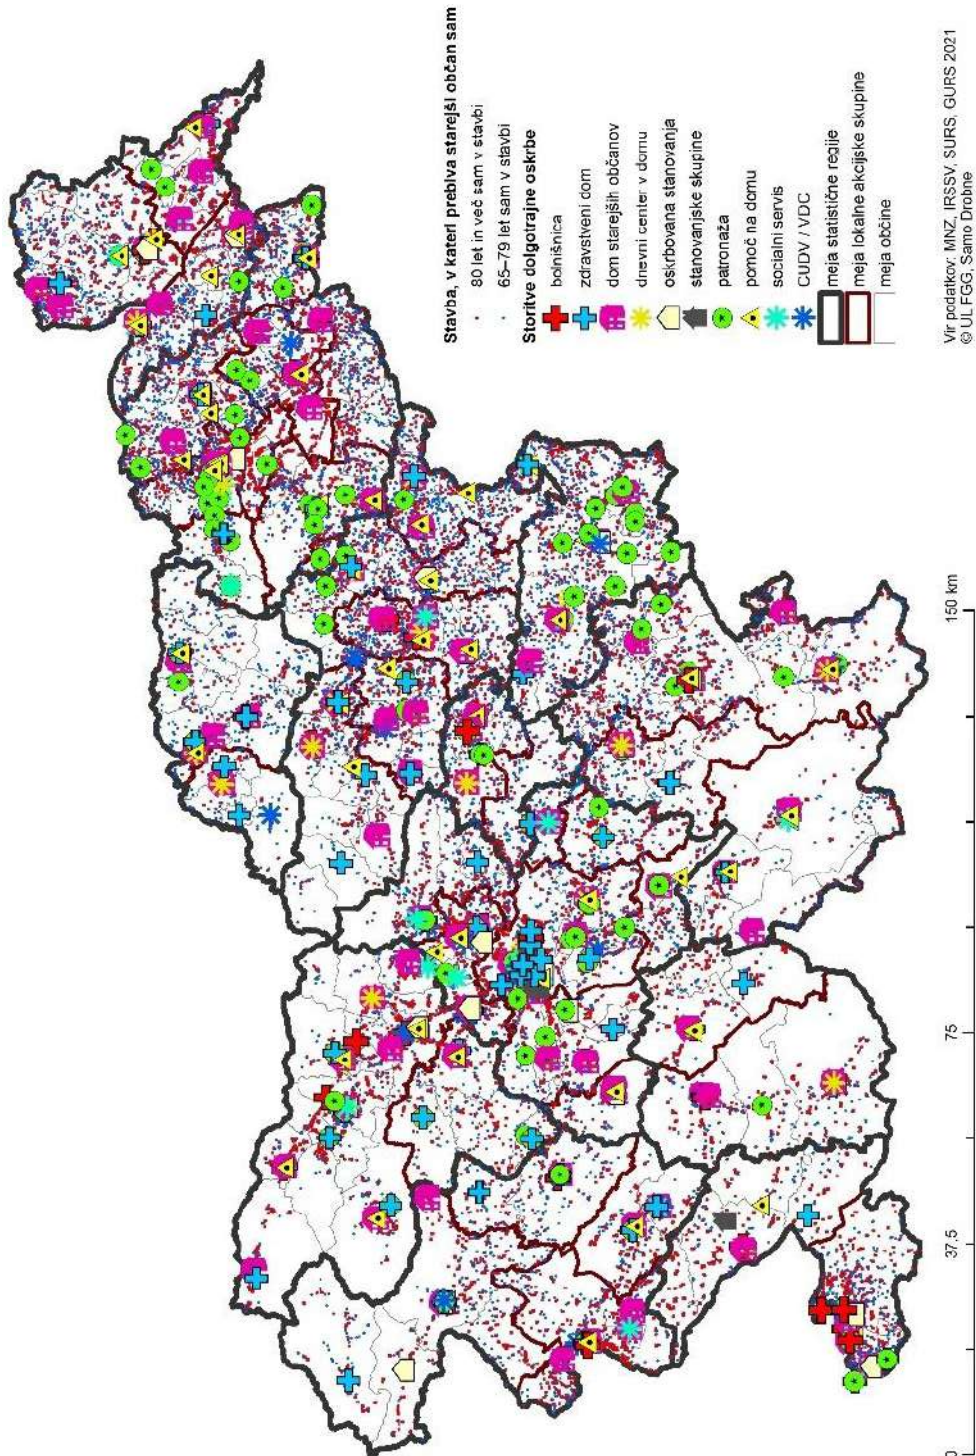 Stavba, v kateri prebiva starejši občan sam
80 let in več sam v stavbi
65–79 let sam v stavbi
Storitve dolgotrajne oskrbe
bolnišnica
zdravstveni dom
dom starejših občanov
dnevni center v domu
oskrbovana stanovanja
stanovanjske skupine
patronaža
pomoč na domu
socialni servis
CUDV / VDC
meja statistične regije
meja lokalne akcijske skupine
meja občine
0 37,5 75 150 km
Vir podatkov: MNZ, IRSSV, SURS, GURS 2021
© UL FGG, Samo Drobne